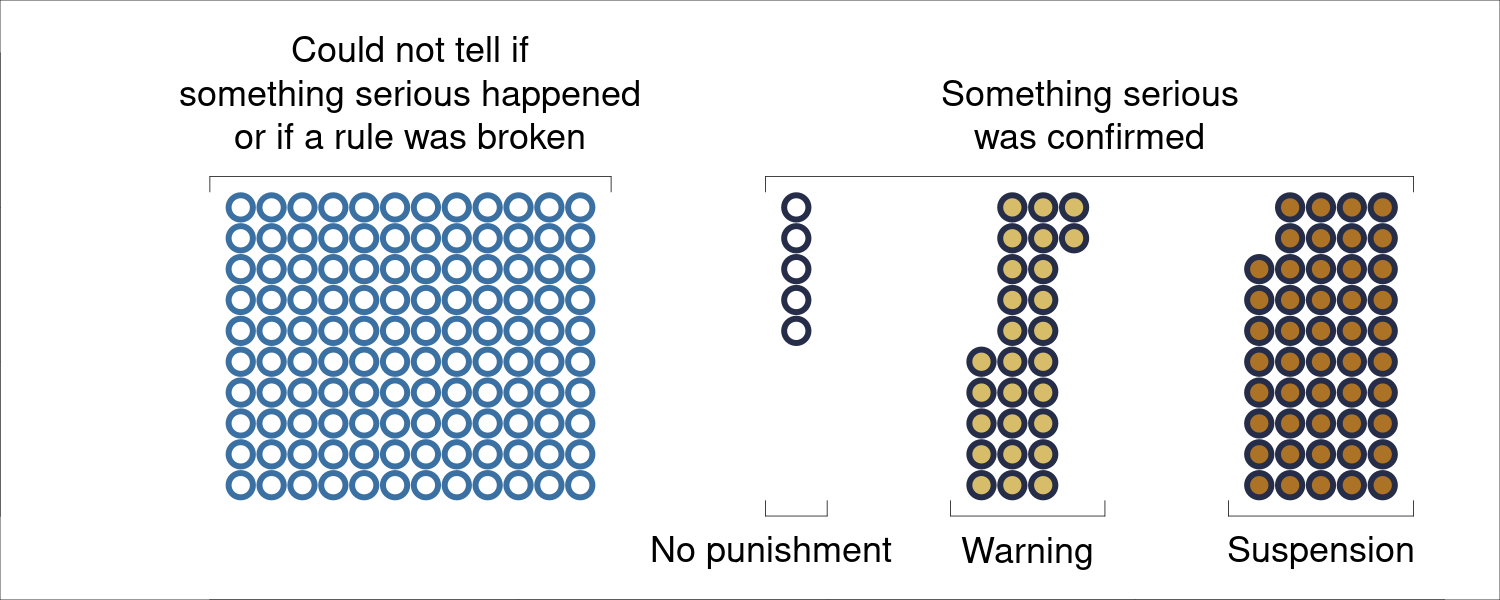 Could not tell if
something serious happened
or if a rule was broken
Something serious
was confirmed
No punishment
Warning
Suspension